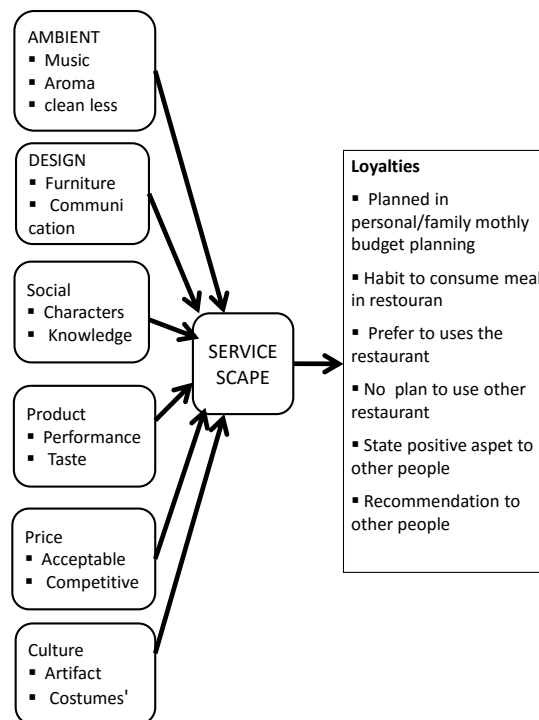 AMBIENT
▪ Music
▪ Aroma
▪ clean less
DESIGN
▪ Furniture
▪ Communi
cation
Social
▪ Characters
▪ Knowledge
Product
▪ Performance
▪ Taste
Price
▪ Acceptable
▪ Competitive
Culture
▪ Artifact
▪ Costumes'
SERVICE
SCAPE
Loyalties
▪ Planned in
personal/family mothly
budget planning
▪ Habit to consume meal
in restouran
▪ Prefer to uses the
restaurant
▪ No plan to use other
restaurant
▪ State positive aspet to
other people
▪ Recommendation to
other people